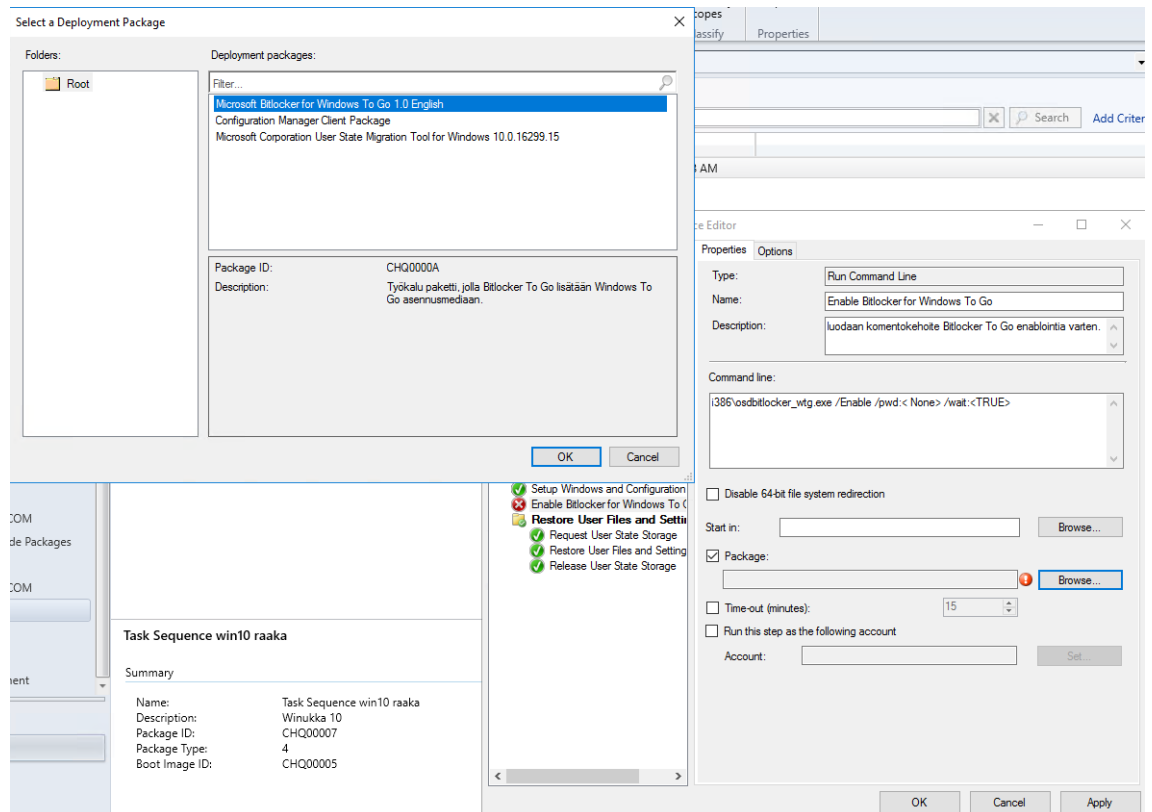 Select a Deployment Package
Folders:
Root
Deployment packages:
Filter...
Microsoft Bitlocker for Windows To Go 1.0 English
Configuration Manager Client Package
Microsoft Corporation User State Migration Tool for Windows 10.0.16299.15
Package ID: CHQ0000A
Description: Työkalu paketti, jolla Bitlocker To Go lisätään Windows To
Go asennusmediaan.
OK Cancel
Properties
Search Add Criter
AM
ce Editor
Properties Options
Type: Run Command Line
Name: Enable Bitlocker for Windows To Go
Description: luodaan komentokehoite Bitlocker To Go enablointia varten.
Command line:
i386\osdbitlocker_wtg.exe /Enable /pwd:< None> /wait:<TRUE>
Disable 64-bit file system redirection
Start in: Browse...
Package:
Browse...
Time-out (minutes): 15
Run this step as the following account
Account: Set...
OK Cancel Apply
Setup Windows and Configuration
Enable Bitlocker for Windows To G
Restore User Files and Settin
Request User State Storage
Restore User Files and Setting
Release User State Storage
COM
de Packages
COM
ment
Task Sequence win10 raaka
Summary
Name: Task Sequence win10 raaka
Description: Winukka 10
Package ID: CHQ00007
Package Type: 4
Boot Image ID: CHQ00005